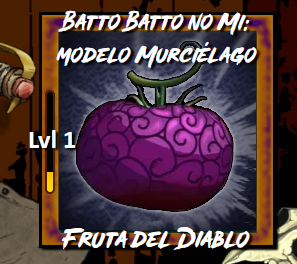 Batto Batto no Mi:
modelo Murciélago
Lvl 1
Fruta del Diablo